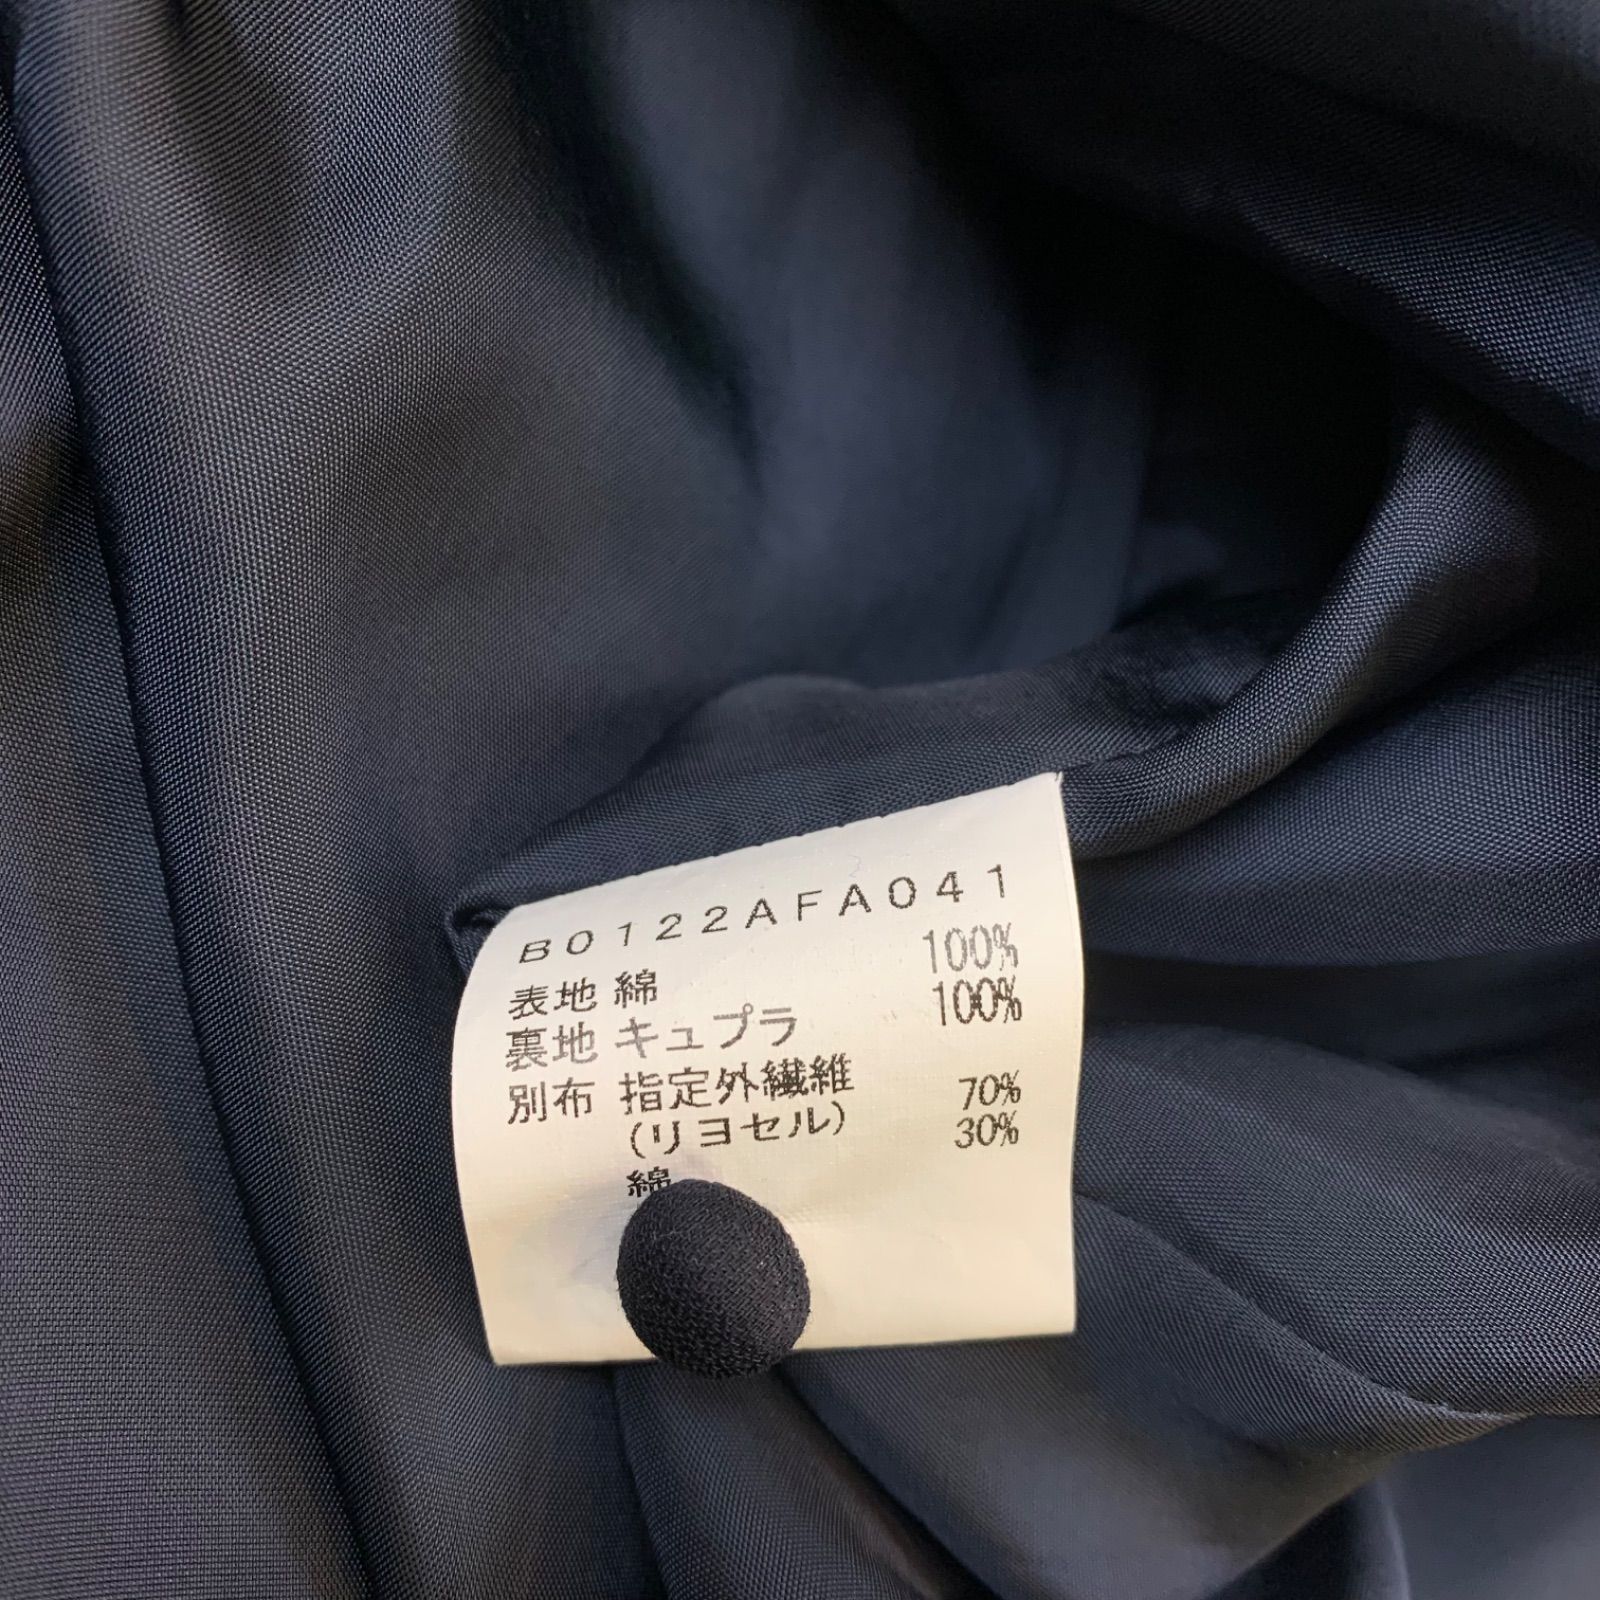 B0122AFA041
表地 綿 100%
裏地 キュプラ 100%
別布 指定外繊維
(リヨセル) 70%
綿 30%